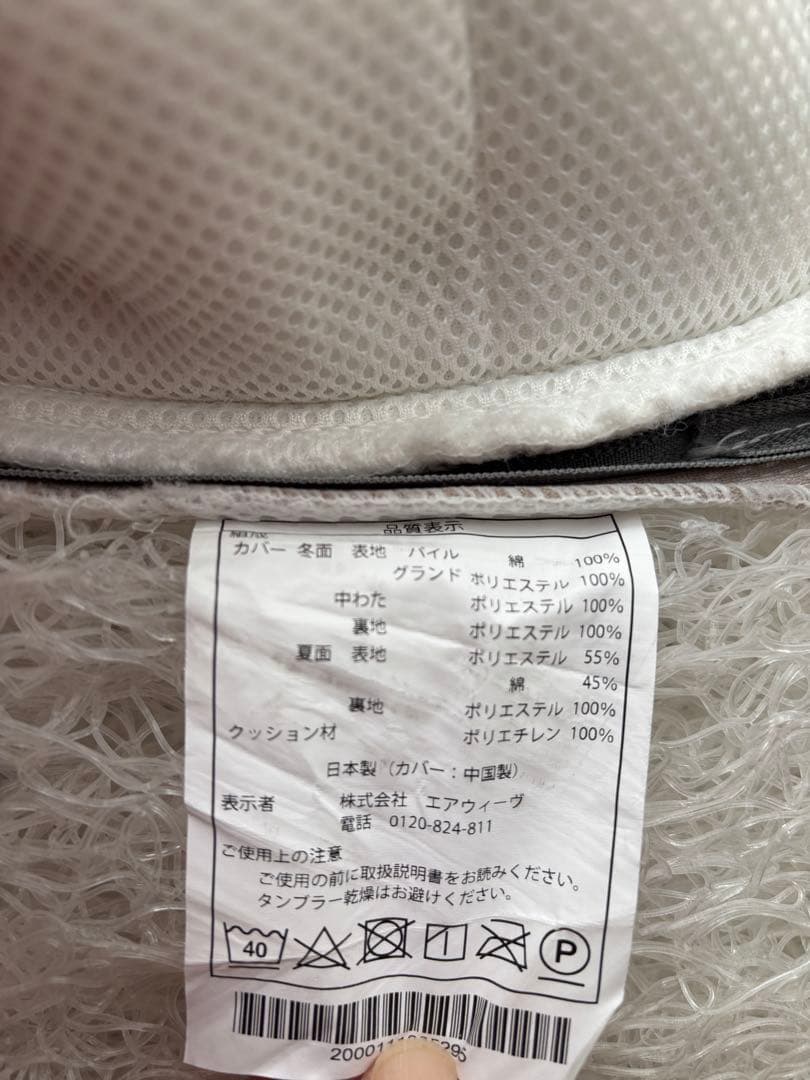 品質表示
カバー 冬面 表地 パイル 綿 100%
グランド ポリエステル 100%
中わた ポリエステル 100%
裏地 ポリエステル 100%
夏面 表地 ポリエステル 55%
綿 45%
裏地 ポリエステル 100%
クッション材 ポリエチレン 100%
日本製（カバー：中国製）
表示者 株式会社 エアウィーヴ
電話 0120-824-811
ご使用上の注意
ご使用の前に取扱説明書をお読みください。
タンブラー乾燥はお避けください。
40 P